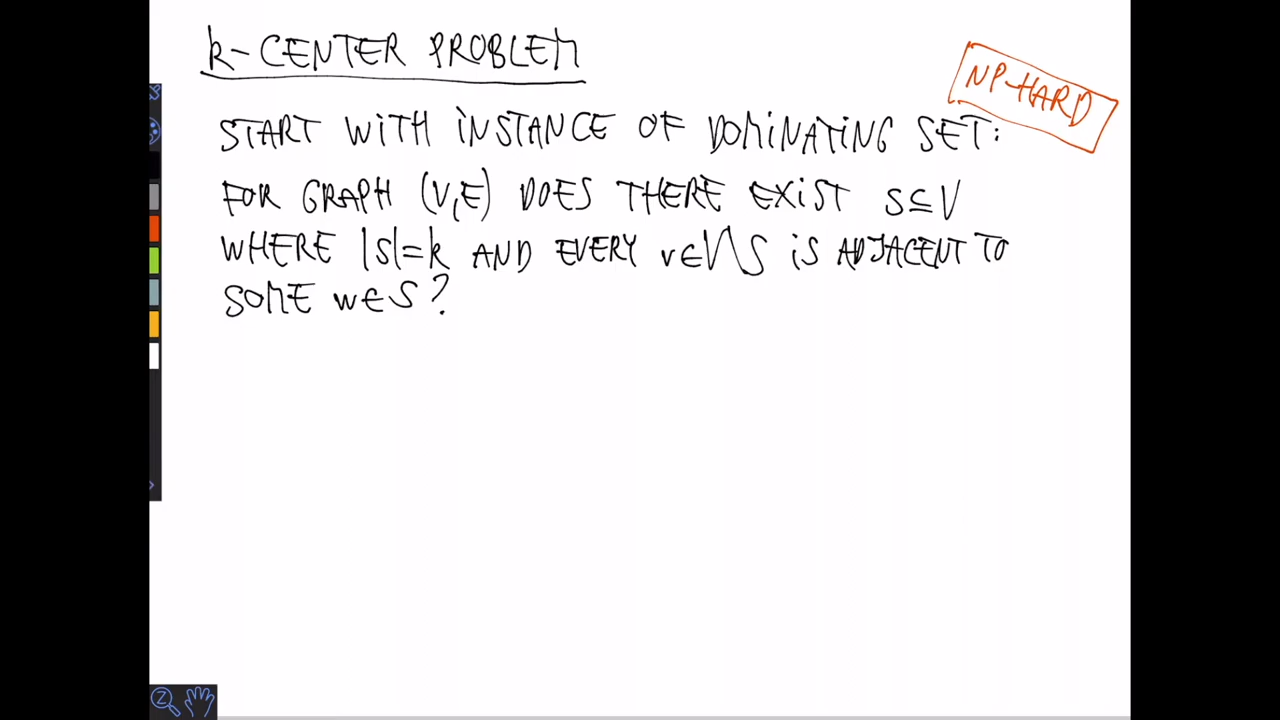 k-CENTER PROBLEM
NP-HARD
START WITH INSTANCE OF DOMINATING SET:
FOR GRAPH (V,E) DOES THERE EXIST S⊆V
WHERE |S|=k AND EVERY v∈V\S IS ADJACENT TO
SOME w∈S?
Z